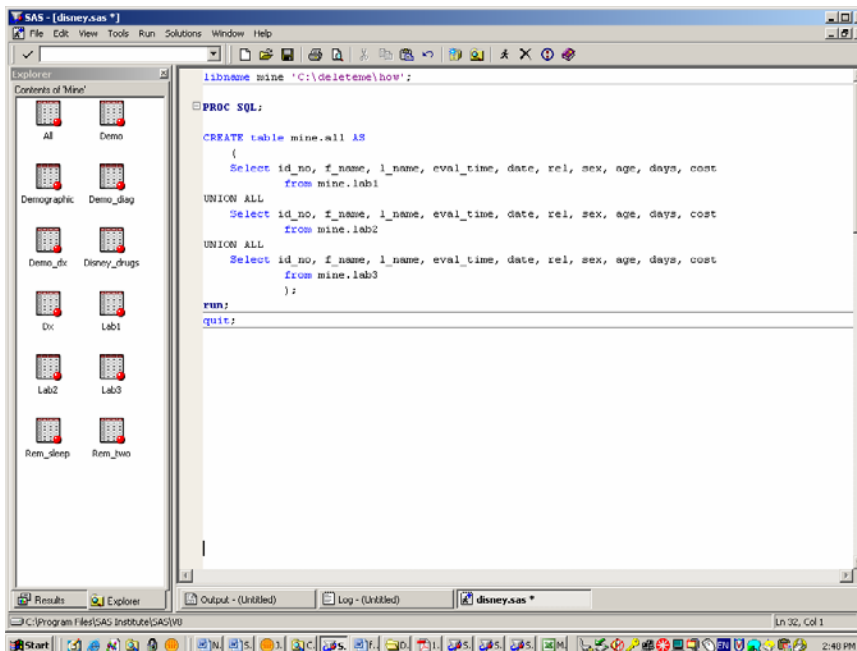 SAS - [disney.sas *]
File Edit View Tools Run Solutions Window Help
Explorer
Contents of 'Mine'
All Demo
Demographic Demo_diag
Demo_dx Disney_drugs
Dx Lab1
Lab2 Lab3
Rem_sleep Rem_two
libname mine 'C:\deleteme\how';
PROC SQL;
CREATE table mine.all AS
(
Select id_no, f_name, l_name, eval_time, date, rel, sex, age, days, cost
from mine.lab1
UNION ALL
Select id_no, f_name, l_name, eval_time, date, rel, sex, age, days, cost
from mine.lab2
UNION ALL
Select id_no, f_name, l_name, eval_time, date, rel, sex, age, days, cost
from mine.lab3
);
run;
quit;
Results Explorer
Output - (Untitled) Log - (Untitled) disney.sas *
C:\Program Files\SAS Institute\SAS\V8
Ln 32, Col 1
Start
EN
2:48 PM